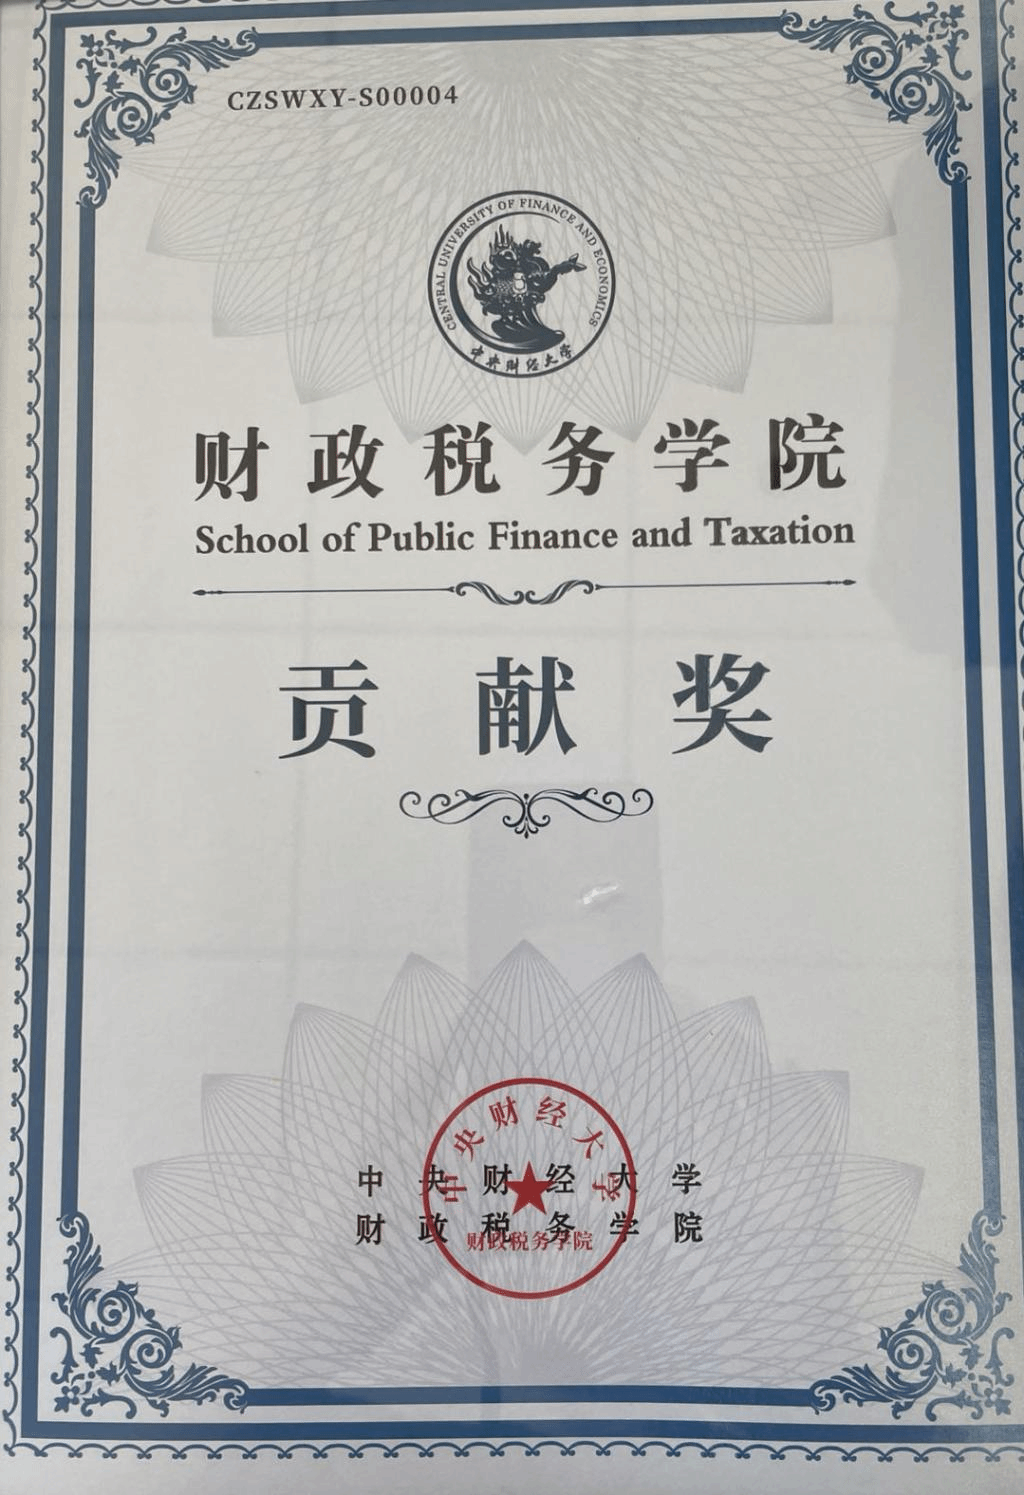 CZSWXY-S00004
CENTRAL UNIVERSITY OF FINANCE AND ECONOMICS
中央财经大学
财政税务学院
School of Public Finance and Taxation
贡献奖
中央财经大学
财政税务学院
中央财经大学
财政税务学院